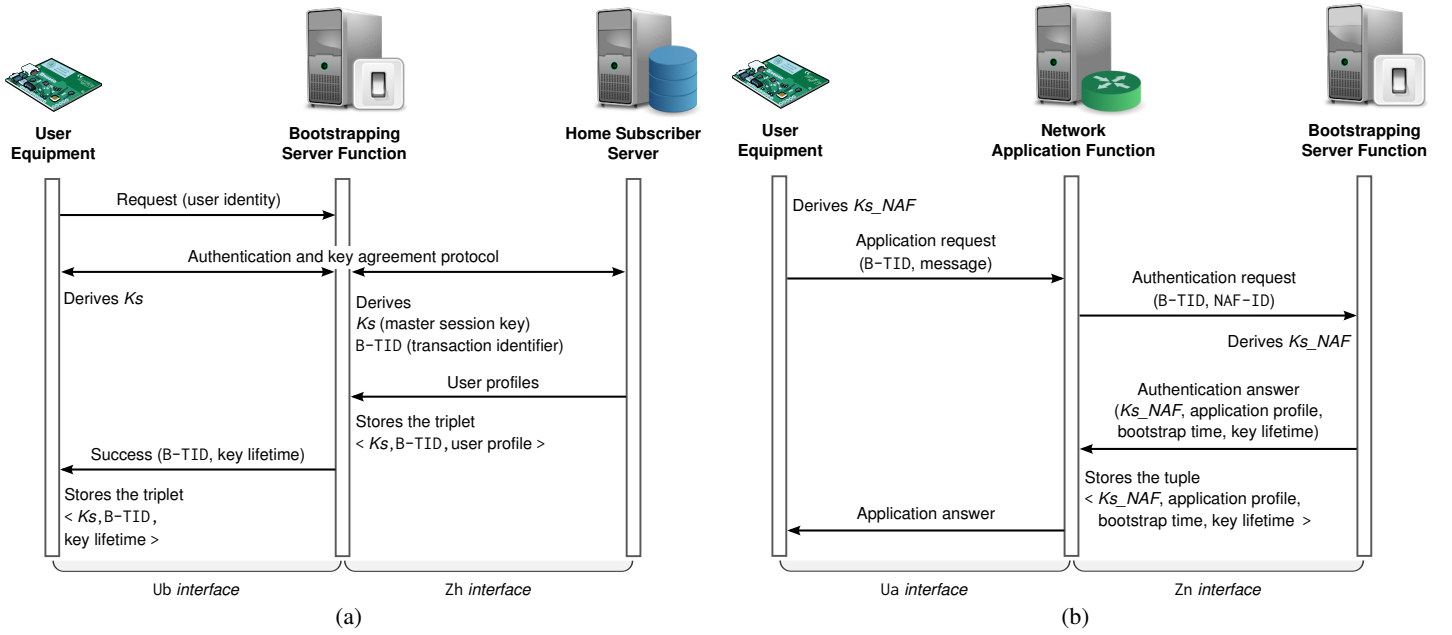 User
Equipment
Bootstrapping
Server Function
Home Subscriber
Server
Request (user identity)
Authentication and key agreement protocol
Derives Ks
Derives
Ks (master session key)
B-TID (transaction identifier)
User profiles
Stores the triplet
< Ks,B-TID,user profile >
Success (B-TID, key lifetime)
Stores the triplet
< Ks,B-TID,
key lifetime >
Ub interface
Zh interface
(a)
User
Equipment
Network
Application Function
Bootstrapping
Server Function
Derives Ks_NAF
Application request
(B-TID, message)
Authentication request
(B-TID, NAF-ID)
Derives Ks_NAF
Authentication answer
(Ks_NAF, application profile,
bootstrap time, key lifetime)
Stores the tuple
< Ks_NAF, application profile,
bootstrap time, key lifetime >
Application answer
Ua interface
Zn interface
(b)